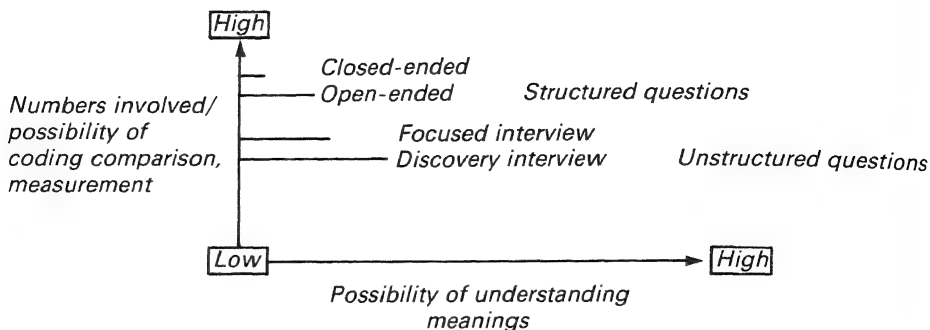 High
Closed-ended
Open-ended Structured questions
Numbers involved/
possibility of
coding comparison,
measurement
Focused interview
Discovery interview Unstructured questions
Low
High
Possibility of understanding
meanings